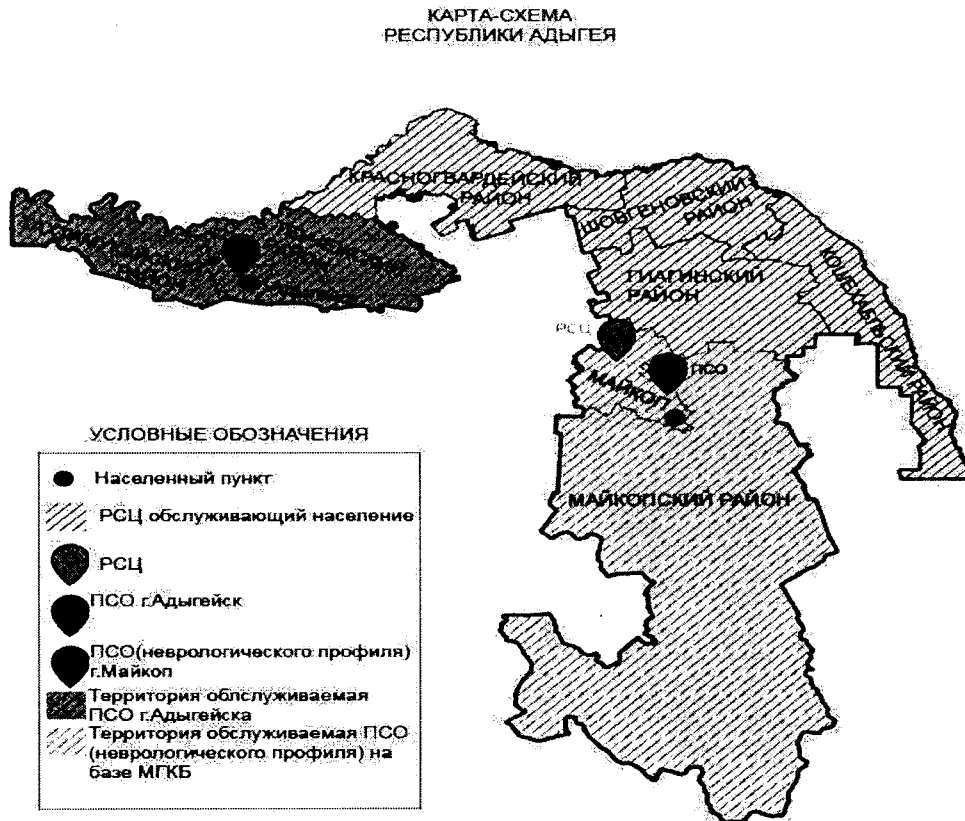 КАРТА-СХЕМА
РЕСПУБЛИКИ АДЫГЕЯ
КРАСНОГВАРДЕЙСКИЙ
РАЙОН
ШОВГЕНОВСКИЙ
РАЙОН
ГИАГИНСКИЙ
РАЙОН
КОШЕХАБЛЬСКИЙ РАЙОН
РСЦ
ПСО
МАЙКОП
МАЙКОПСКИЙ РАЙОН
УСЛОВНЫЕ ОБОЗНАЧЕНИЯ
Населенный пункт
РСЦ обслуживающий население
РСЦ
ПСО г.Адыгейск
ПСО(неврологического профиля)
г.Майкоп
Территория облслуживаемая
ПСО г.Адыгейска
Территория обслуживаемая ПСО
(неврологического профиля) на
базе МГКБ